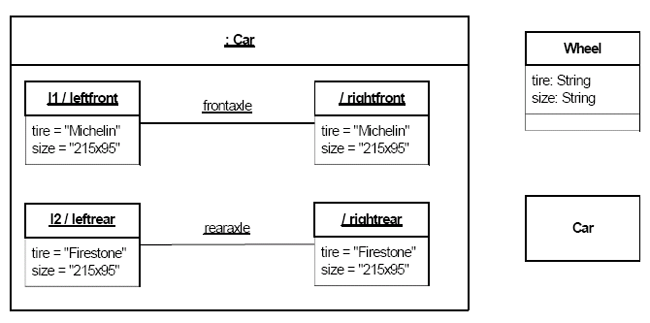 : Car
Wheel
tire: String
size: String
l1 / leftfront
frontaxle
/ rightfront
tire = "Michelin"
size = "215x95"
tire = "Michelin"
size = "215x95"
l2 / leftrear
rearaxle
/ rightrear
tire = "Firestone"
size = "215x95"
tire = "Firestone"
size = "215x95"
Car